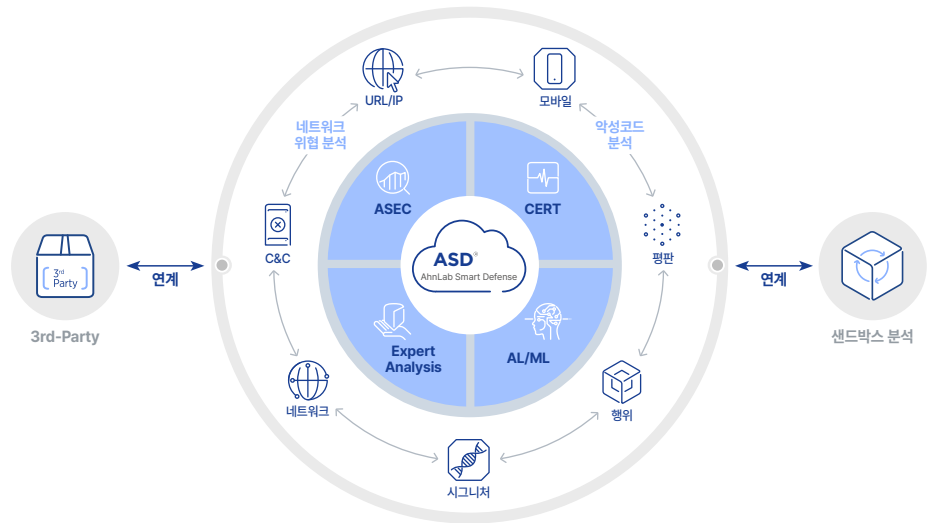 URL/IP
모바일
네트워크
위협 분석
악성코드
분석
ASEC
CERT
C&C
평판
ASD®
AhnLab Smart Defense
3rd
Party
연계
연계
3rd-Party
샌드박스 분석
Expert
Analysis
AL/ML
네트워크
행위
시그니처